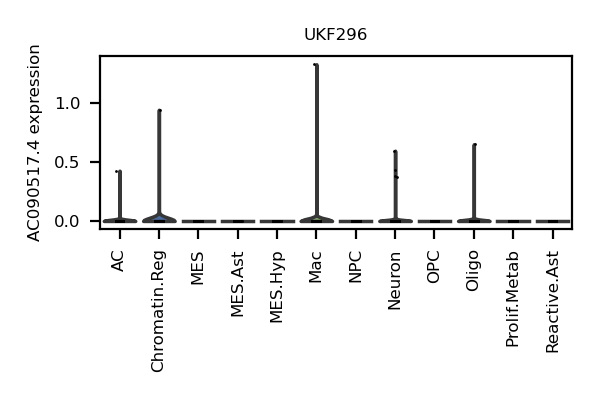 UKF296
AC090517.4 expression
1.0
0.5
0.0
AC
Chromatin.Reg
MES
MES.Ast
MES.Hyp
Mac
NPC
Neuron
OPC
Oligo
Prolif.Metab
Reactive.Ast